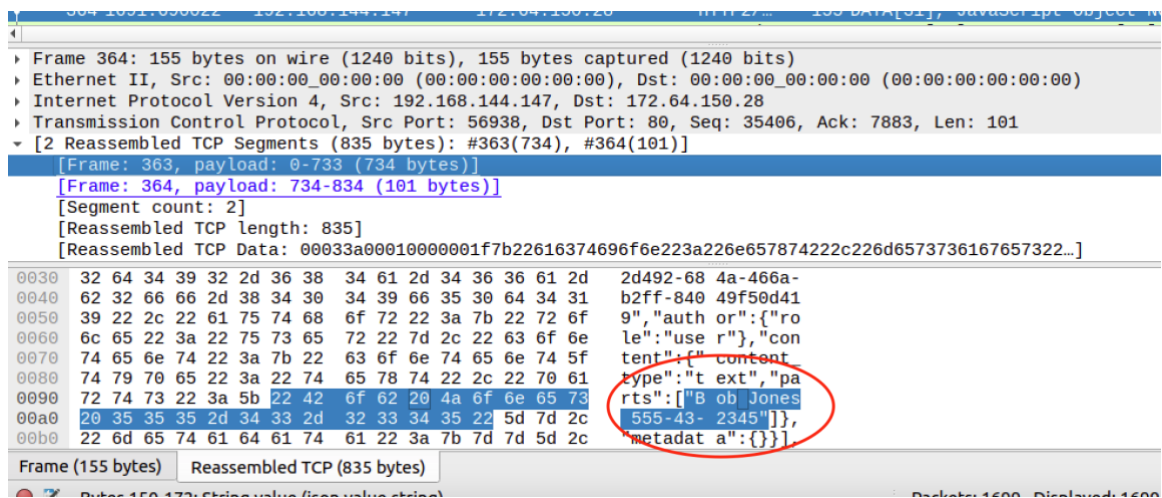 Frame 364: 155 bytes on wire (1240 bits), 155 bytes captured (1240 bits)
Ethernet II, Src: 00:00:00_00:00:00 (00:00:00:00:00:00), Dst: 00:00:00_00:00:00 (00:00:00:00:00:00)
Internet Protocol Version 4, Src: 192.168.144.147, Dst: 172.64.150.28
Transmission Control Protocol, Src Port: 56938, Dst Port: 80, Seq: 35406, Ack: 7883, Len: 101
[2 Reassembled TCP Segments (835 bytes): #363(734), #364(101)]
[Frame: 363, payload: 0-733 (734 bytes)]
[Frame: 364, payload: 734-834 (101 bytes)]
[Segment count: 2]
[Reassembled TCP length: 835]
[Reassembled TCP Data: 00033a00010000001f7b22616374696f6e223a226e657874222c226d6573736167657322…]
0030 32 64 34 39 32 2d 36 38 34 61 2d 34 36 36 61 2d 2d492-68 4a-466a-
0040 62 32 66 66 2d 38 34 30 34 39 66 35 30 64 34 31 b2ff-840 49f50d41
0050 39 22 2c 22 61 75 74 68 6f 72 22 3a 7b 22 72 6f 9","auth or":{"ro
0060 6c 65 22 3a 22 75 73 65 72 22 7d 2c 22 63 6f 6e le":"use r"},"con
0070 74 65 6e 74 22 3a 7b 22 63 6f 6e 74 65 6e 74 5f tent":{" content_
0080 74 79 70 65 22 3a 22 74 65 78 74 22 2c 22 70 61 type":"t ext","pa
0090 72 74 73 22 3a 5b 22 42 6f 62 20 4a 6f 6e 65 73 rts":["B ob Jones
00a0 20 35 35 35 2d 34 33 2d 32 33 34 35 22 5d 7d 2c 555-43- 2345"]},
00b0 22 6d 65 74 61 64 61 74 61 22 3a 7b 7d 7d 5d 2c "metadat a":{}}],
Frame (155 bytes) Reassembled TCP (835 bytes)